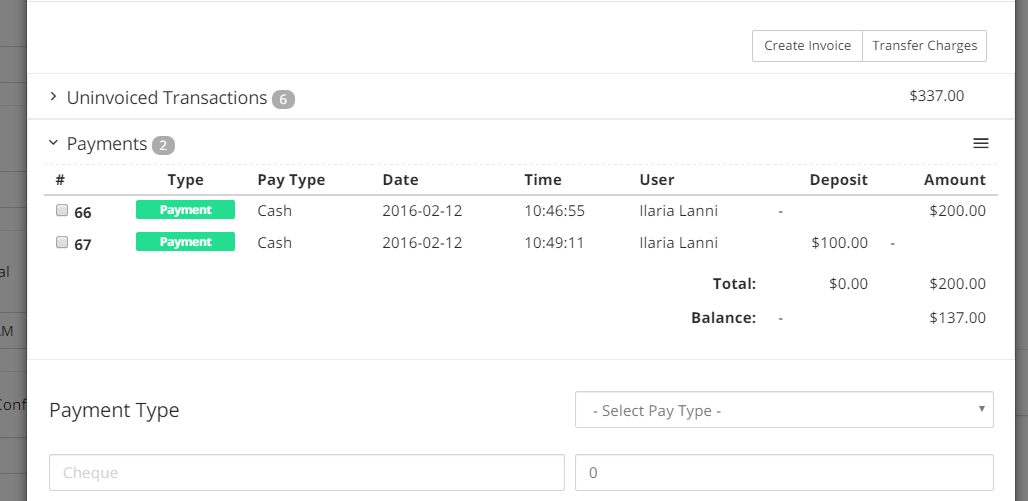 Create Invoice Transfer Charges
Uninvoiced Transactions 6 $337.00
Payments 2
# Type Pay Type Date Time User Deposit Amount
66 Payment Cash 2016-02-12 10:46:55 Ilaria Lanni - $200.00
67 Payment Cash 2016-02-12 10:49:11 Ilaria Lanni $100.00 -
al
Total: $0.00 $200.00
Balance: - $137.00
AM
Conf
Payment Type - Select Pay Type -
Cheque 0